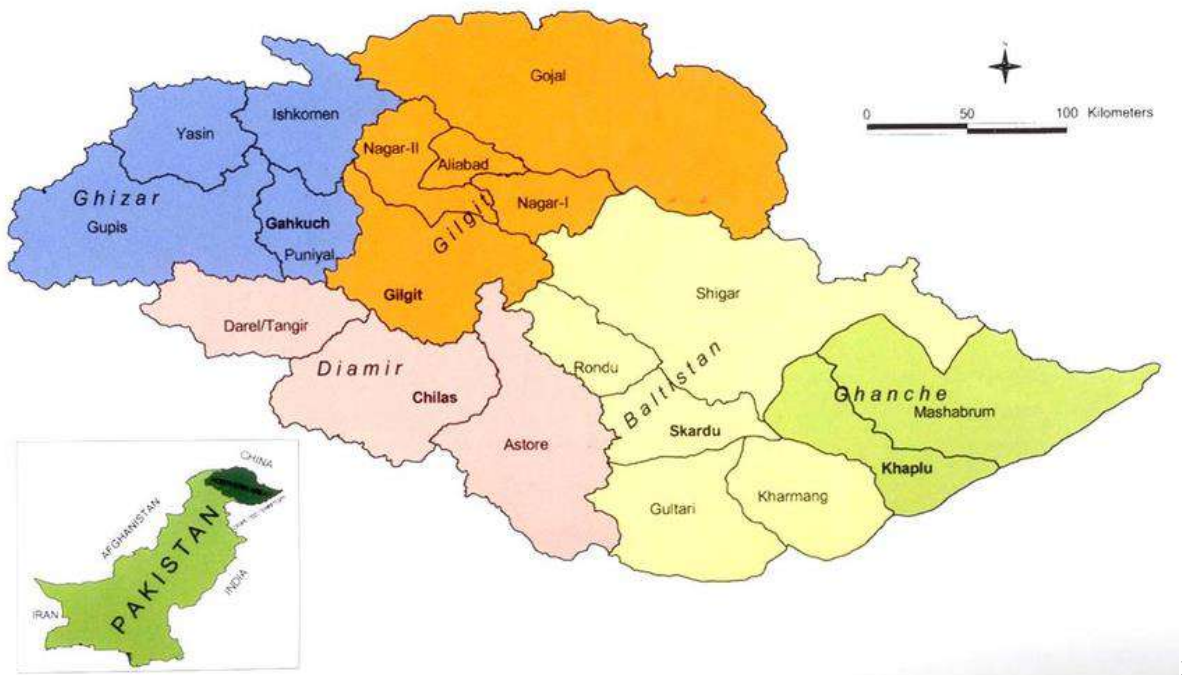 Gojal
0 50 100 Kilometers
Ishkomen
Yasin
Nagar-II
Aliabad
Ghizar
Gupis
Gahkuch
Puniyal
Nagar-I
Gilgit
Gilgit
Shigar
Darel/Tangir
Diamir
Chilas
Rondu
Baltistan
Ghanche
Mashabrum
Astore
Skardu
Khaplu
Gultari
Kharmang
CHINA
AFGHANISTAN
PAKISTAN
INDIA
IRAN